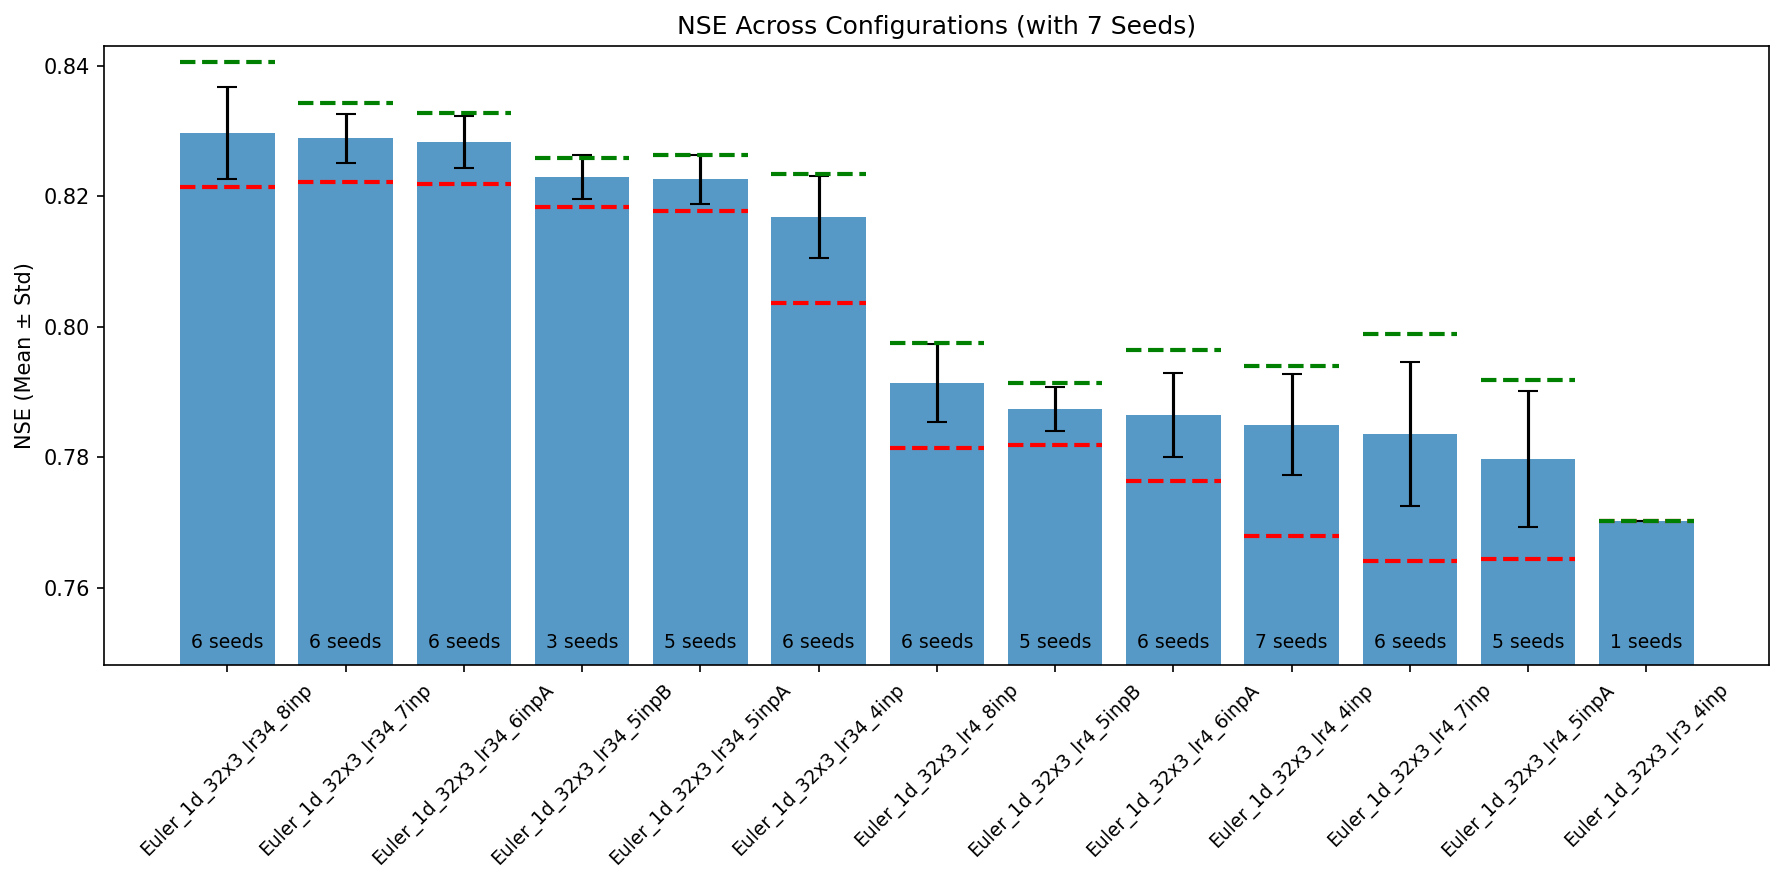 NSE Across Configurations (with 7 Seeds)
NSE (Mean ± Std)
0.84
0.82
0.80
0.78
0.76
6 seeds
6 seeds
6 seeds
3 seeds
5 seeds
6 seeds
6 seeds
5 seeds
6 seeds
7 seeds
6 seeds
5 seeds
1 seeds
Euler_1d_32x3_lr34_8inp
Euler_1d_32x3_lr34_7inp
Euler_1d_32x3_lr34_6inpA
Euler_1d_32x3_lr34_5inpB
Euler_1d_32x3_lr34_5inpA
Euler_1d_32x3_lr34_4inp
Euler_1d_32x3_lr4_8inp
Euler_1d_32x3_lr4_5inpB
Euler_1d_32x3_lr4_6inpA
Euler_1d_32x3_lr4_4inp
Euler_1d_32x3_lr4_7inp
Euler_1d_32x3_lr4_5inpA
Euler_1d_32x3_lr3_4inp